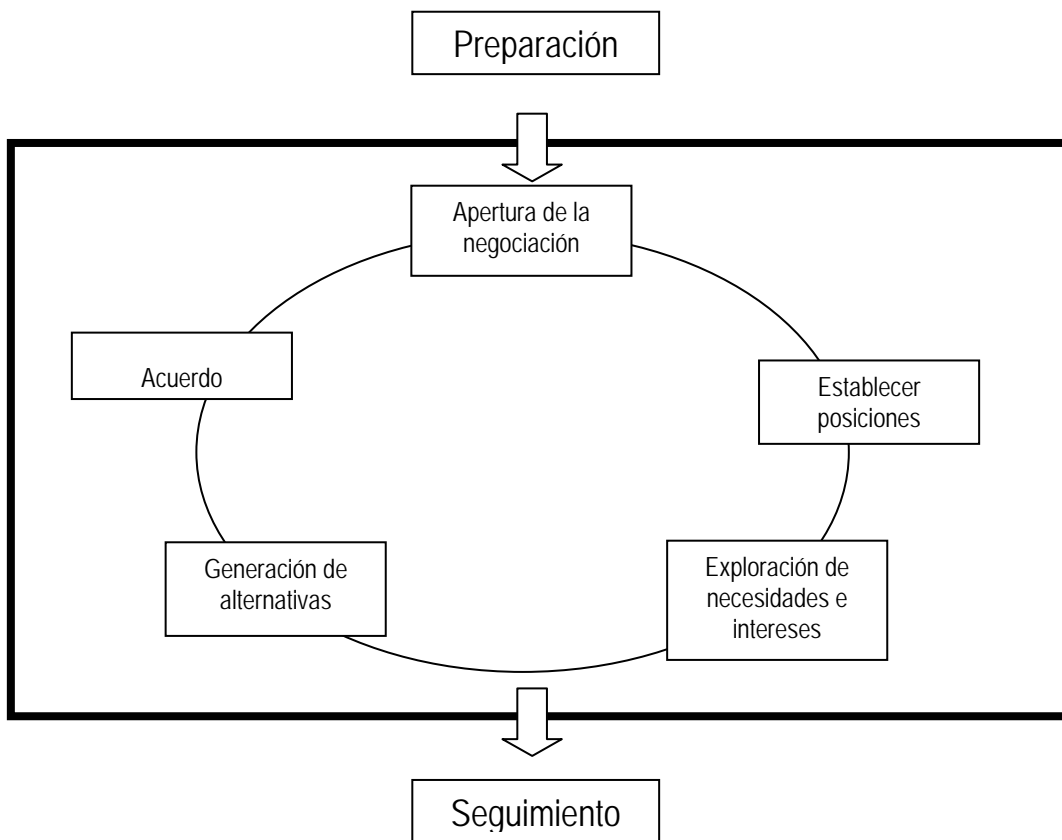 Preparación
Apertura de la
negociación
Acuerdo
Establecer
posiciones
Generación de
alternativas
Exploración de
necesidades e
intereses
Seguimiento